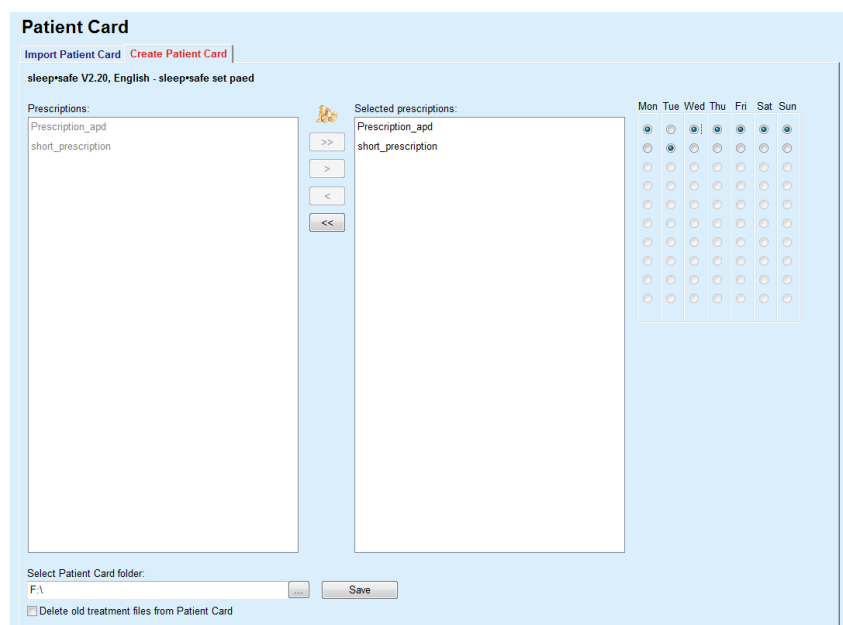 Patient Card
Import Patient Card Create Patient Card
sleep•safe V2.20, English - sleep•safe set paed
Prescriptions:
Prescription_apd
short_prescription
>>
>
<
<<
Selected prescriptions:
Prescription_apd
short_prescription
Mon Tue Wed Thu Fri Sat Sun
Select Patient Card folder:
F:\
...
Save
Delete old treatment files from Patient Card